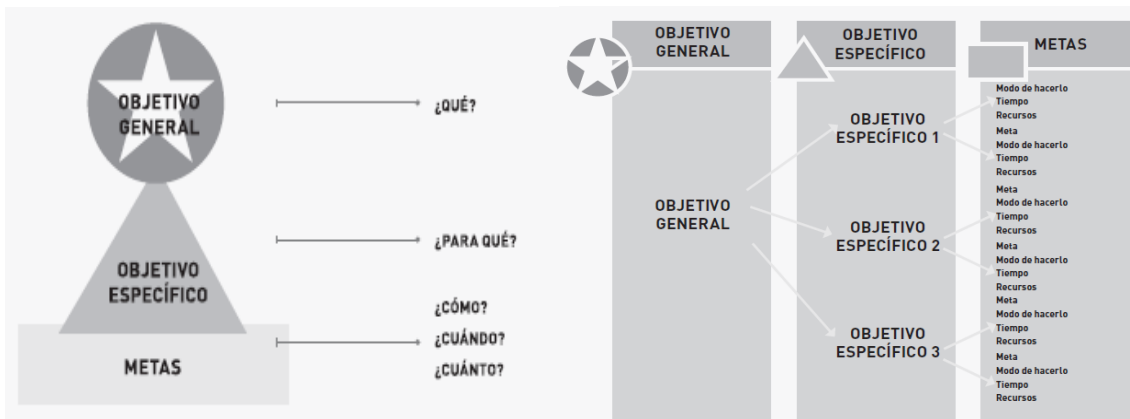 OBJETIVO
GENERAL
¿QUÉ?
OBJETIVO
ESPECÍFICO
¿PARA QUÉ?
METAS
¿CÓMO?
¿CUÁNDO?
¿CUÁNTO?
OBJETIVO
GENERAL
OBJETIVO
GENERAL
OBJETIVO
ESPECÍFICO
OBJETIVO
ESPECÍFICO 1
OBJETIVO
ESPECÍFICO 2
OBJETIVO
ESPECÍFICO 3
METAS
Modo de hacerlo
Tiempo
Recursos
Meta
Modo de hacerlo
Tiempo
Recursos
Meta
Modo de hacerlo
Tiempo
Recursos
Meta
Modo de hacerlo
Tiempo
Recursos
Meta
Modo de hacerlo
Tiempo
Recursos
Meta
Modo de hacerlo
Tiempo
Recursos